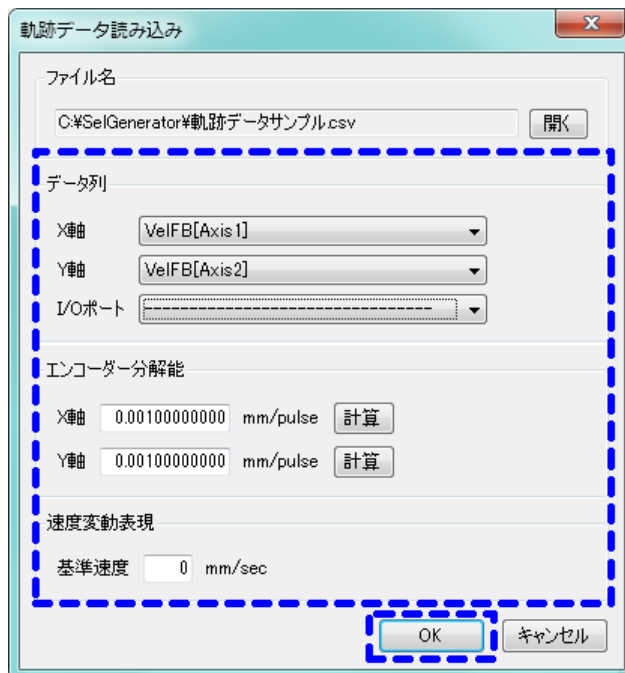 軌跡データ読み込み
ファイル名
C:¥SelGenerator¥軌跡データサンプル.csv 開く
データ列
X軸 VelFB[Axis1]
Y軸 VelFB[Axis2]
I/Oポート --------------------------------
エンコーダー分解能
X軸 0.00100000000 mm/pulse 計算
Y軸 0.00100000000 mm/pulse 計算
速度変動表現
基準速度 0 mm/sec
OK キャンセル